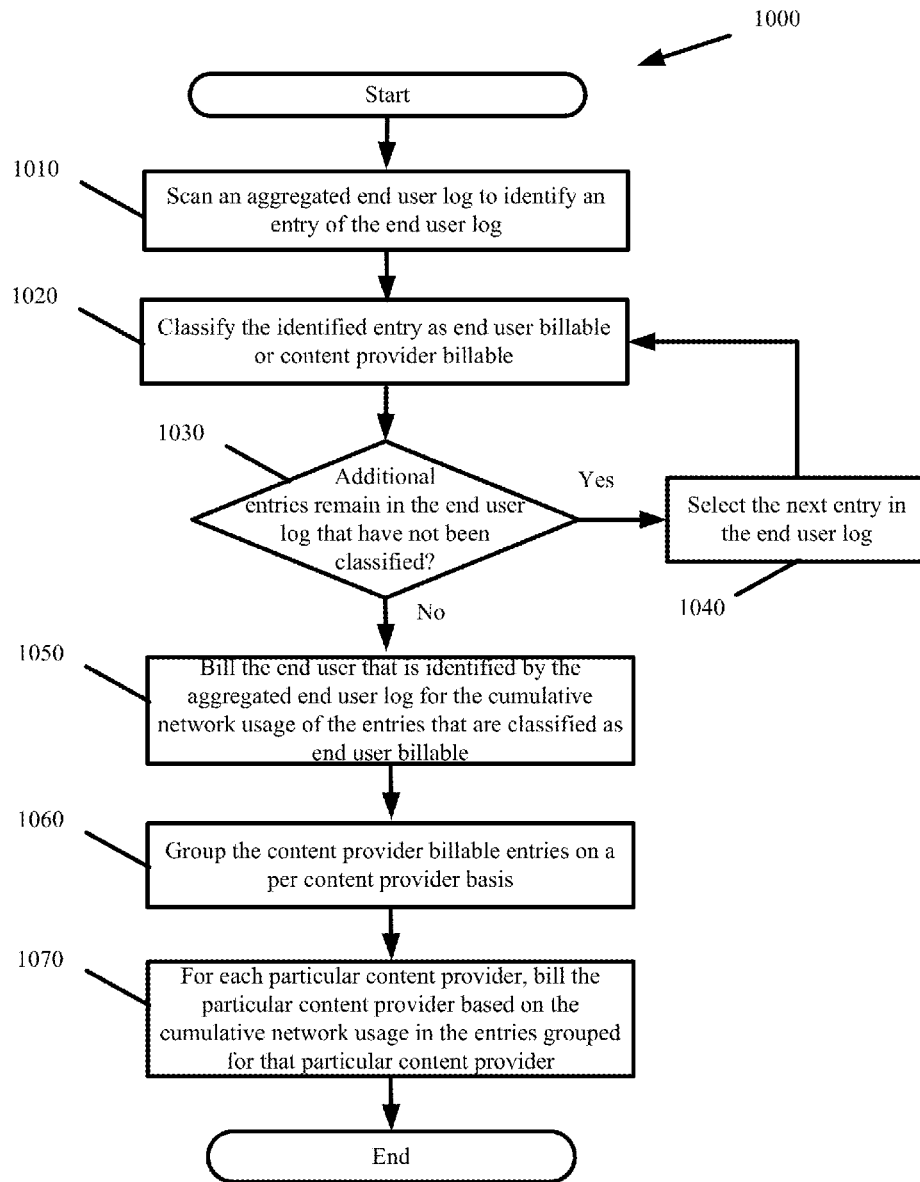 1000
Start
1010
Scan an aggregated end user log to identify an
entry of the end user log
1020
Classify the identified entry as end user billable
or content provider billable
1030
Additional
entries remain in the end user
log that have not been
classified?
Yes
Select the next entry in
the end user log
1040
No
1050
Bill the end user that is identified by the
aggregated end user log for the cumulative
network usage of the entries that are classified as
end user billable
1060
Group the content provider billable entries on a
per content provider basis
1070
For each particular content provider, bill the
particular content provider based on the
cumulative network usage in the entries grouped
for that particular content provider
End